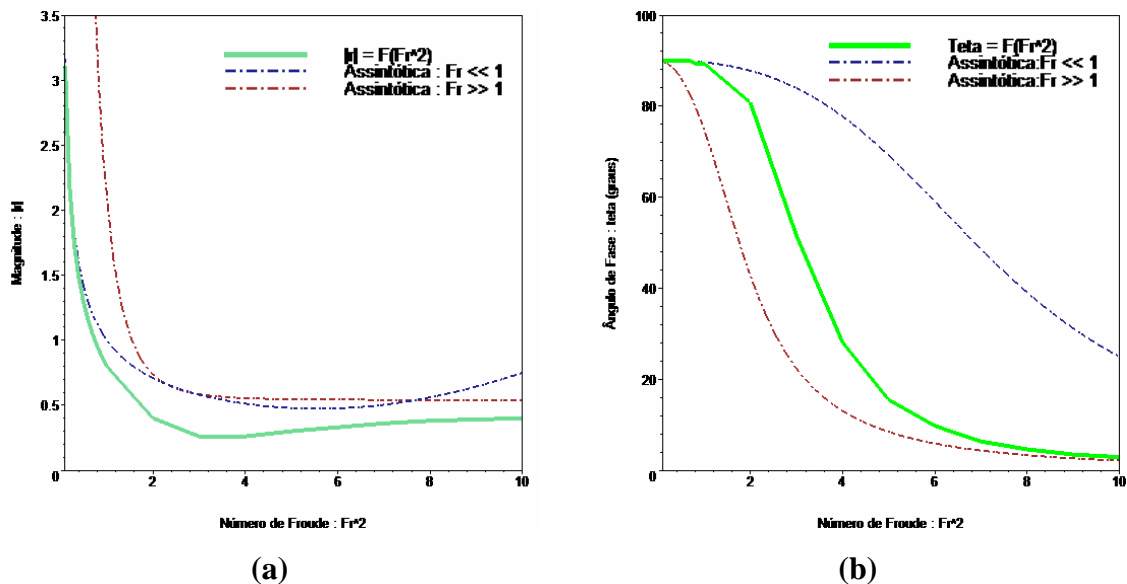 3.5
3
2.5
2
1.5
1
0.5
0
2
4
6
8
10
Magnitude : |r|
|r| = F(Fr^2)
Assintótica : Fr << 1
Assintótica : Fr >> 1
Número de Froude : Fr^2
(a)
100
80
60
40
20
0
2
4
6
8
10
Ângulo de Fase : teta (graus)
Teta = F(Fr^2)
Assintótica:Fr << 1
Assintótica:Fr >> 1
Número de Froude : Fr^2
(b)